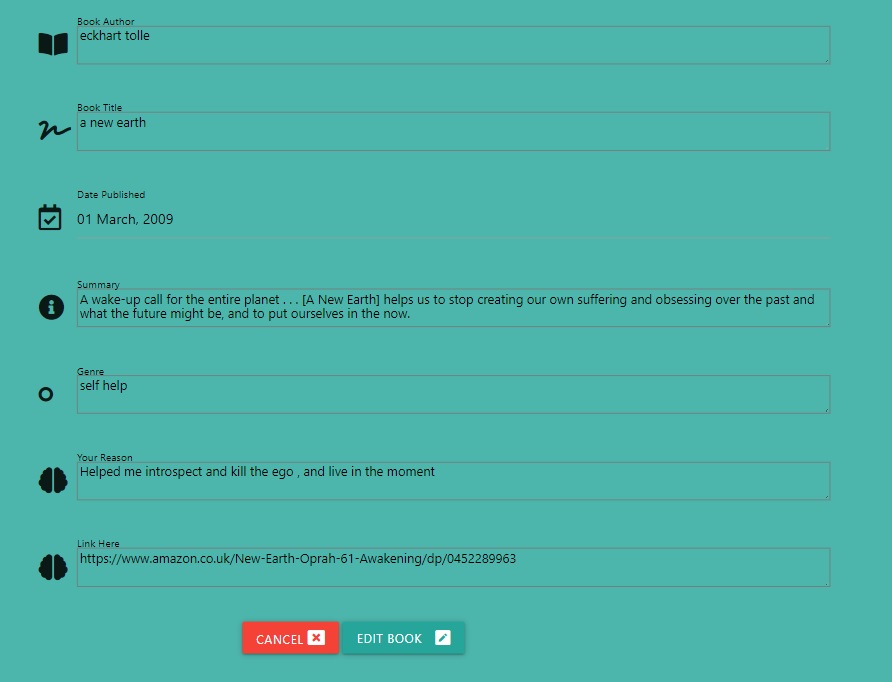 Book Author
eckhart tolle
Book Title
a new earth
Date Published
01 March, 2009
Summary
A wake-up call for the entire planet . . . [A New Earth] helps us to stop creating our own suffering and obsessing over the past and
what the future might be, and to put ourselves in the now.
Genre
self help
Your Reason
Helped me introspect and kill the ego , and live in the moment
Link Here
https://www.amazon.co.uk/New-Earth-Oprah-61-Awakening/dp/0452289963
CANCEL EDIT BOOK